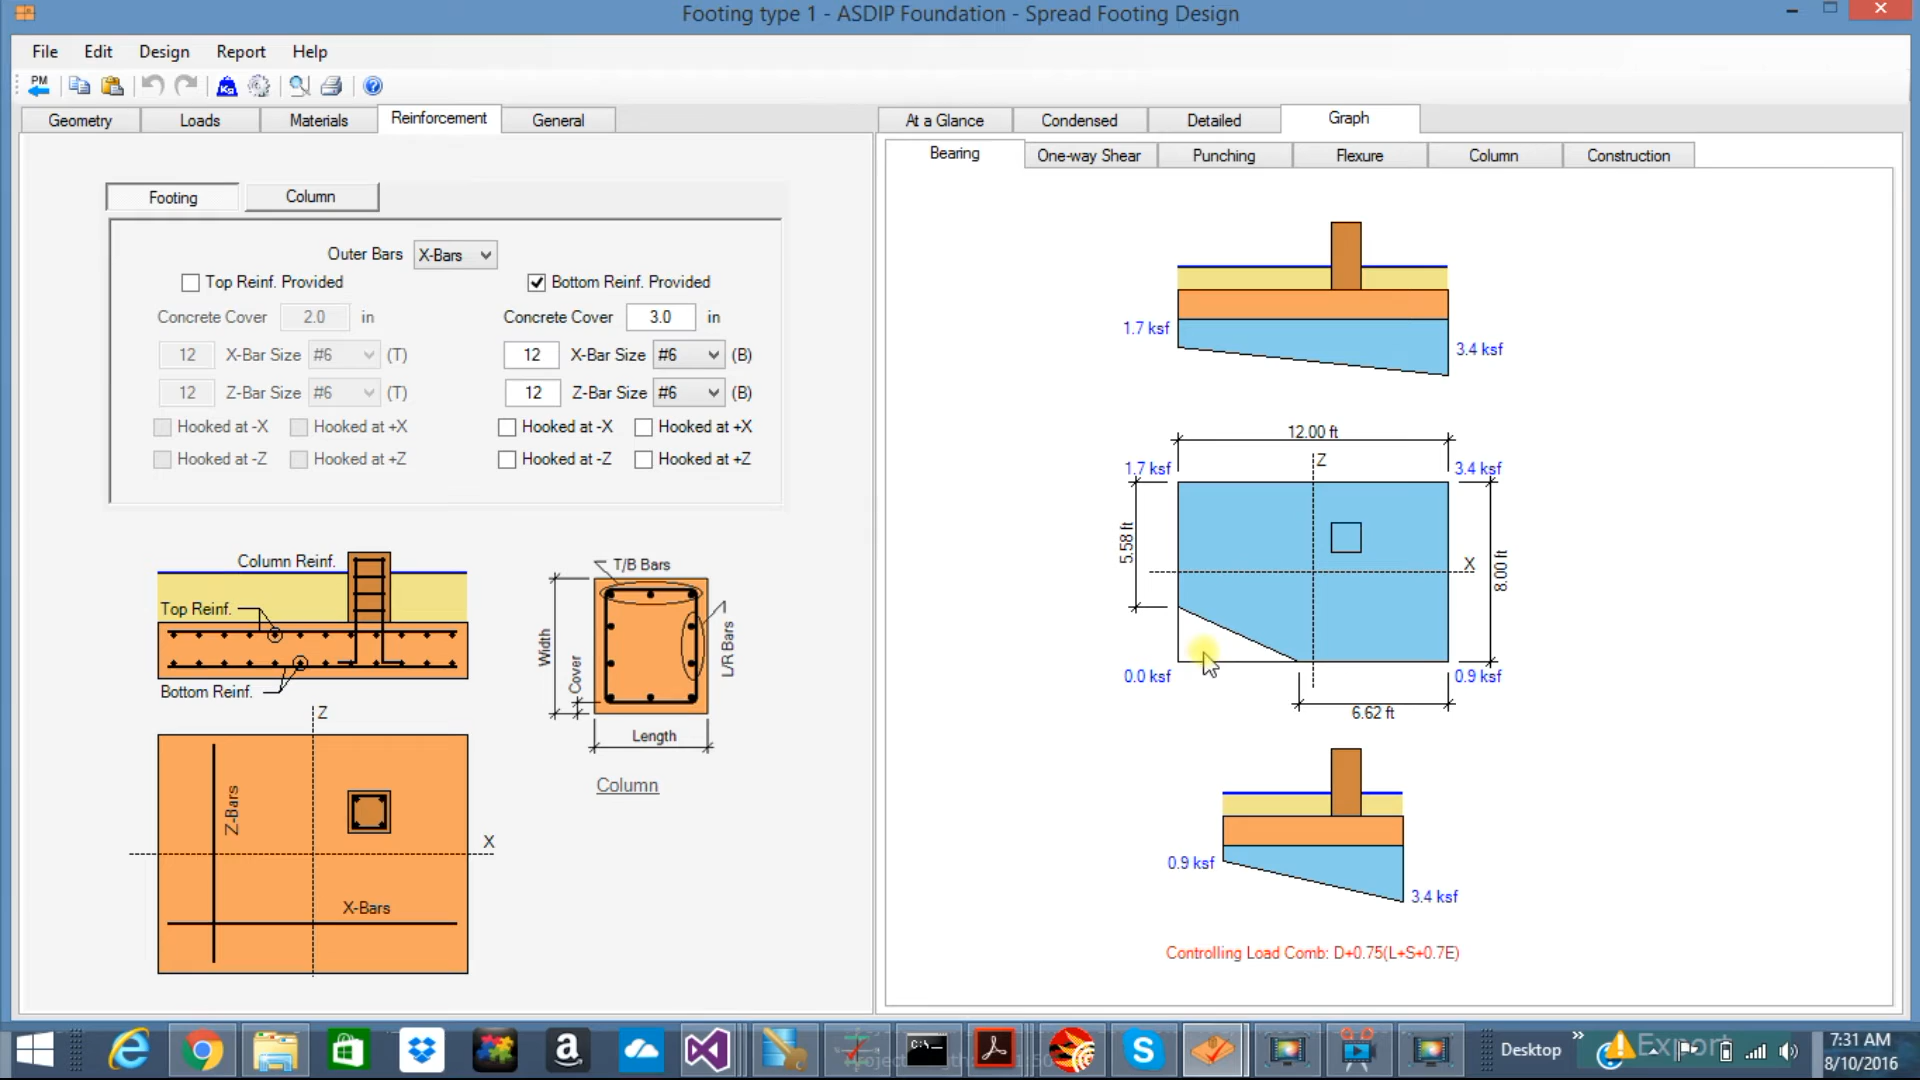 Footing type 1 - ASDIP Foundation - Spread Footing Design
File Edit Design Report Help
PM
Kg
Geometry Loads Materials Reinforcement General
At a Glance Condensed Detailed Graph
Bearing One-way Shear Punching Flexure Column Construction
Footing Column
Outer Bars X-Bars
Top Reinf. Provided
Bottom Reinf. Provided
Concrete Cover 2.0 in
Concrete Cover 3.0 in
12 X-Bar Size #6 (T)
12 X-Bar Size #6 (B)
12 Z-Bar Size #6 (T)
12 Z-Bar Size #6 (B)
Hooked at -X Hooked at +X
Hooked at -X Hooked at +X
Hooked at -Z Hooked at +Z
Hooked at -Z Hooked at +Z
Column Reinf.
Top Reinf.
Bottom Reinf.
Z
Z-Bars
X
X-Bars
T/B Bars
Width
Cover
L/R Bars
Length
Column
1.7 ksf
3.4 ksf
12.00 ft
1.7 ksf
Z
3.4 ksf
5.58 ft
X
8.00 ft
0.0 ksf
0.9 ksf
6.62 ft
0.9 ksf
3.4 ksf
Controlling Load Comb: D+0.75(L+S+0.7E)
Desktop
Export
7:31 AM
8/10/2016